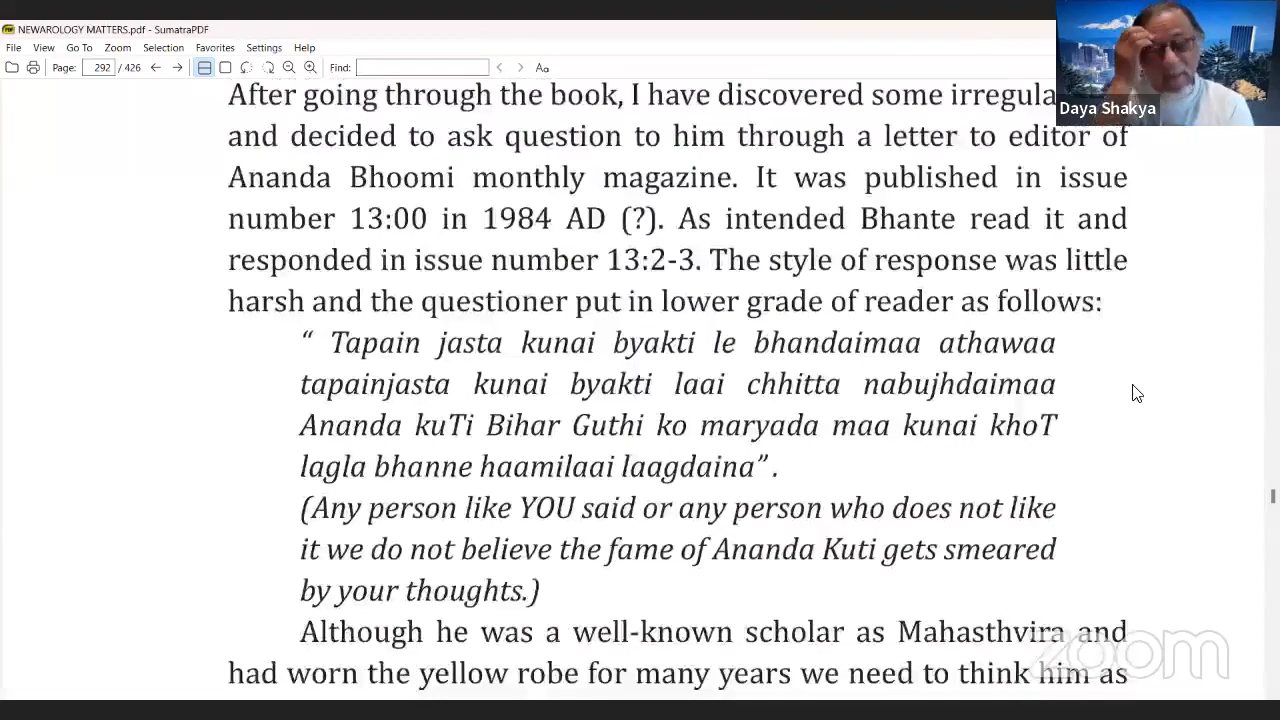 NEWAROLOGY MATTERS.pdf - SumatraPDF
File View Go To Zoom Selection Favorites Settings Help
Page: 292 / 426 Find: Aa
Daya Shakya
After going through the book, I have discovered some
and decided to ask question to him through a letter to editor of
Ananda Bhoomi monthly magazine. It was published in issue
number 13:00 in 1984 AD (?). As intended Bhante read it and
responded in issue number 13:2-3. The style of response was little
harsh and the questioner put in lower grade of reader as follows:
“ Tapain jasta kunai byakti le bhandaimaa athawaa
tapainjasta kunai byakti laai chhitta nabujhdaimaa
Ananda kuTi Bihar Guthi ko maryada maa kunai khoT
lagla bhanne haamilaai laagdaina” .
(Any person like YOU said or any person who does not like
it we do not believe the fame of Ananda Kuti gets smeared
by your thoughts.)
Although he was a well-known scholar as Mahasthvira and
had worn the yellow robe for many years we need to think him as
zoom